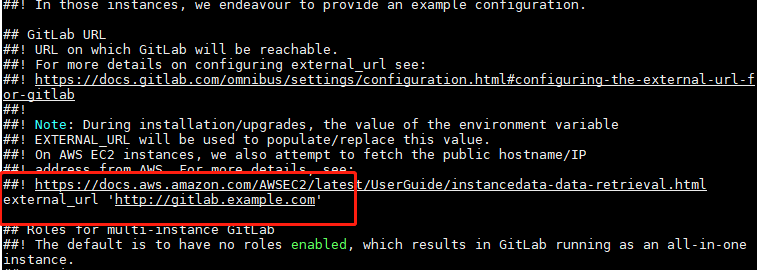 ##! In those instances, we endeavour to provide an example configuration.
## GitLab URL
##! URL on which GitLab will be reachable.
##! For more details on configuring external_url see:
##! https://docs.gitlab.com/omnibus/settings/configuration.html#configuring-the-external-url-f
or-gitlab
##!
##! Note: During installation/upgrades, the value of the environment variable
##! EXTERNAL_URL will be used to populate/replace this value.
##! On AWS EC2 instances, we also attempt to fetch the public hostname/IP
##! address from AWS. For more details, see:
##! https://docs.aws.amazon.com/AWSEC2/latest/UserGuide/instancedata-data-retrieval.html
external_url 'http://gitlab.example.com'
## Roles for multi-instance GitLab
##! The default is to have no roles enabled, which results in GitLab running as an all-in-one
instance.